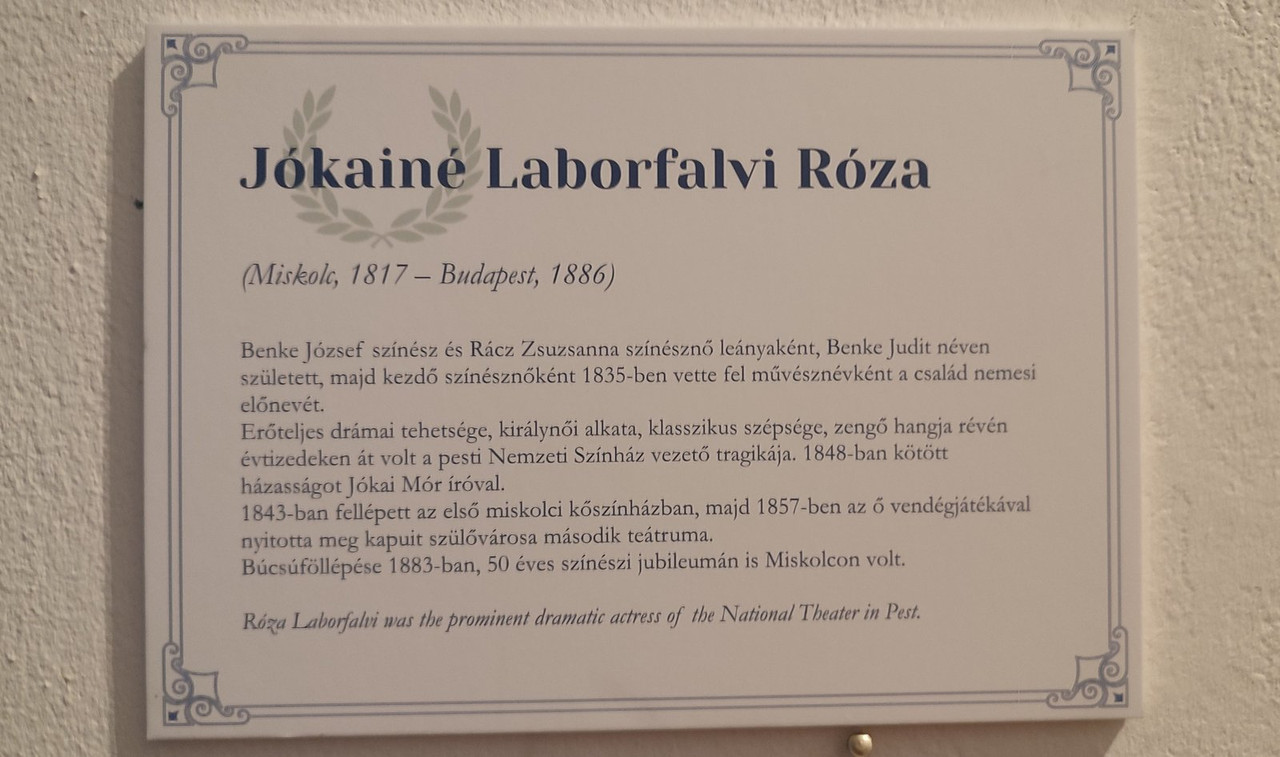 Jókainé Laborfalvi Róza
(Miskolc, 1817 – Budapest, 1886)
Benke József színész és Rácz Zsuzsanna színésznő leányaként, Benke Judit néven
született, majd kezdő színésznőként 1835-ben vette fel művésznévként a család nemesi
előnevét.
Erőteljes drámai tehetsége, királynői alkata, klasszikus szépsége, zengő hangja révén
évtizedeken át volt a pesti Nemzeti Színház vezető tragikája. 1848-ban kötött
házasságot Jókai Mór íróval.
1843-ban fellépett az első miskolci kőszínházban, majd 1857-ben az ő vendégjátékával
nyitotta meg kapuit szülővárosa második teátruma.
Búcsúföllépése 1883-ban, 50 éves színészi jubileumán is Miskolcon volt.
Róza Laborfalvi was the prominent dramatic actress of the National Theater in Pest.